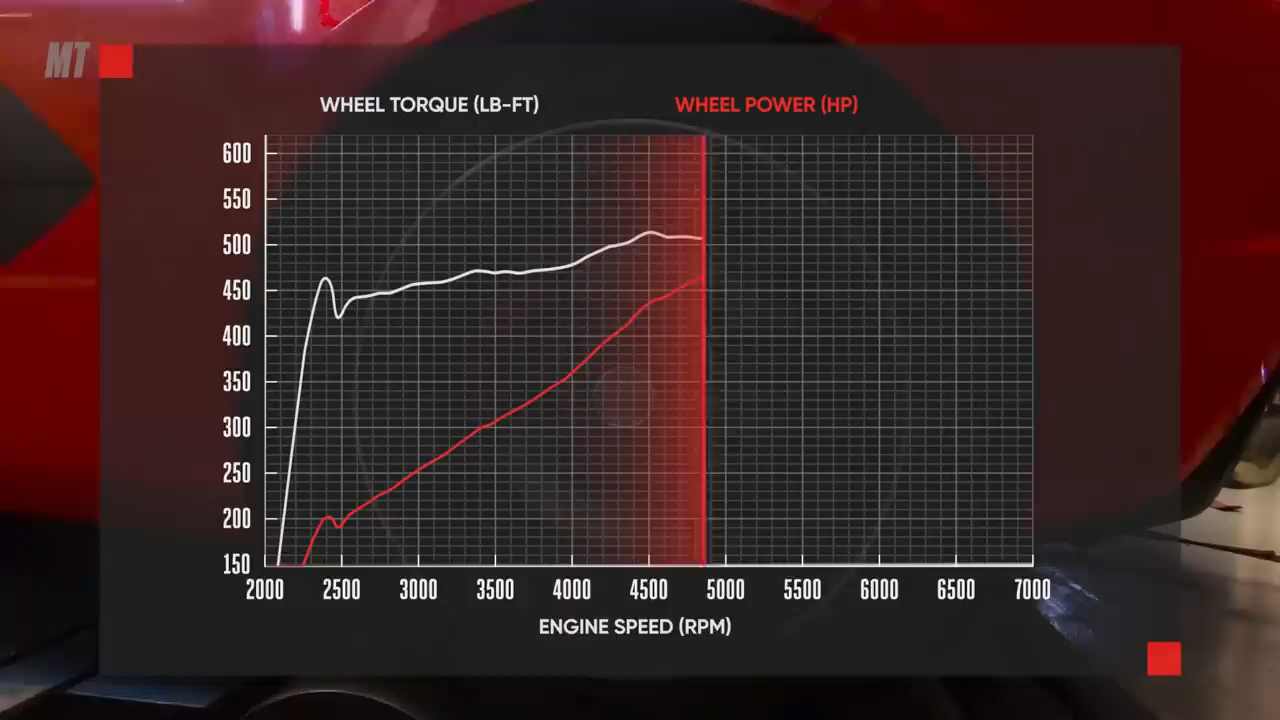 MT
WHEEL TORQUE (LB-FT) WHEEL POWER (HP)
600
550
500
450
400
350
300
250
200
150
2000 2500 3000 3500 4000 4500 5000 5500 6000 6500 7000
ENGINE SPEED (RPM)